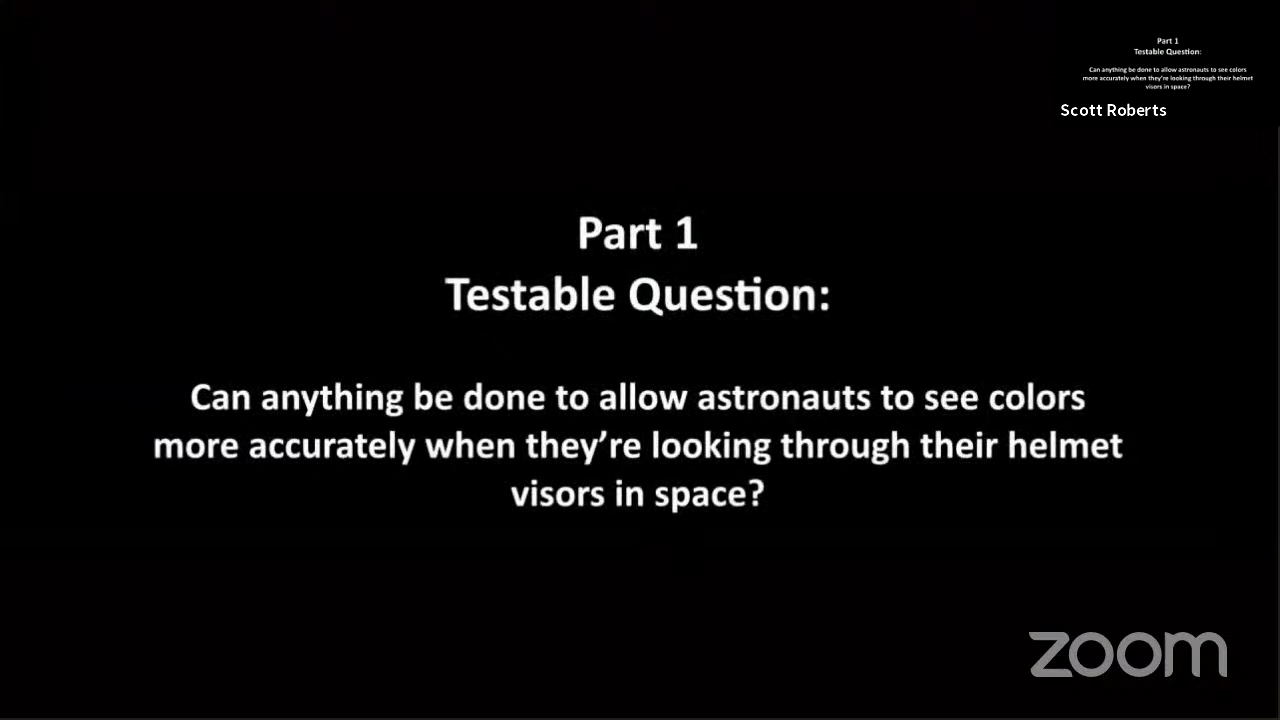 Part 1
Testable Question:
Can anything be done to allow astronauts to see colors
more accurately when they're looking through their helmet
visors in space?
Scott Roberts
Part 1
Testable Question:
Can anything be done to allow astronauts to see colors
more accurately when they’re looking through their helmet
visors in space?
zoom